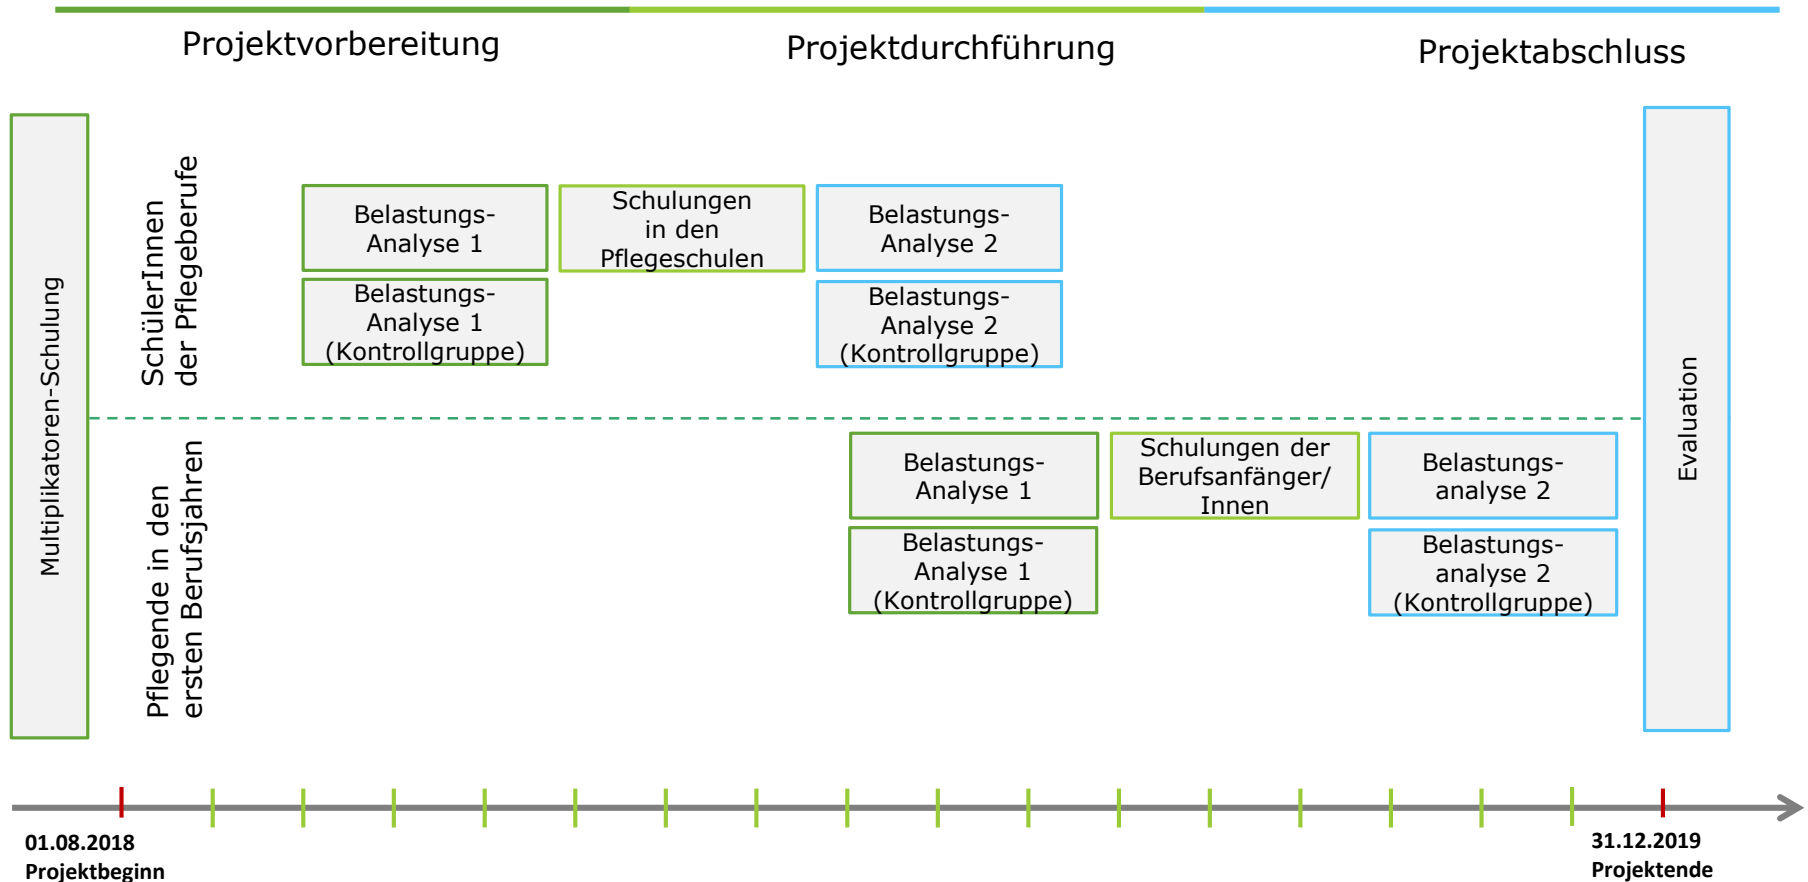 Projektvorbereitung
Projektdurchführung
Projektabschluss
Multiplikatoren-Schulung
SchülerInnen
der Pflegeberufe
Belastungs-
Analyse 1
Schulungen
in den
Pflegeschulen
Belastungs-
Analyse 2
Belastungs-
Analyse 1
(Kontrollgruppe)
Belastungs-
Analyse 2
(Kontrollgruppe)
Pflegende in den
ersten Berufsjahren
Belastungs-
Analyse 1
Schulungen der
Berufsanfänger/
Innen
Belastungs-
analyse 2
Belastungs-
Analyse 1
(Kontrollgruppe)
Belastungs-
analyse 2
(Kontrollgruppe)
Evaluation
01.08.2018
Projektbeginn
31.12.2019
Projektende